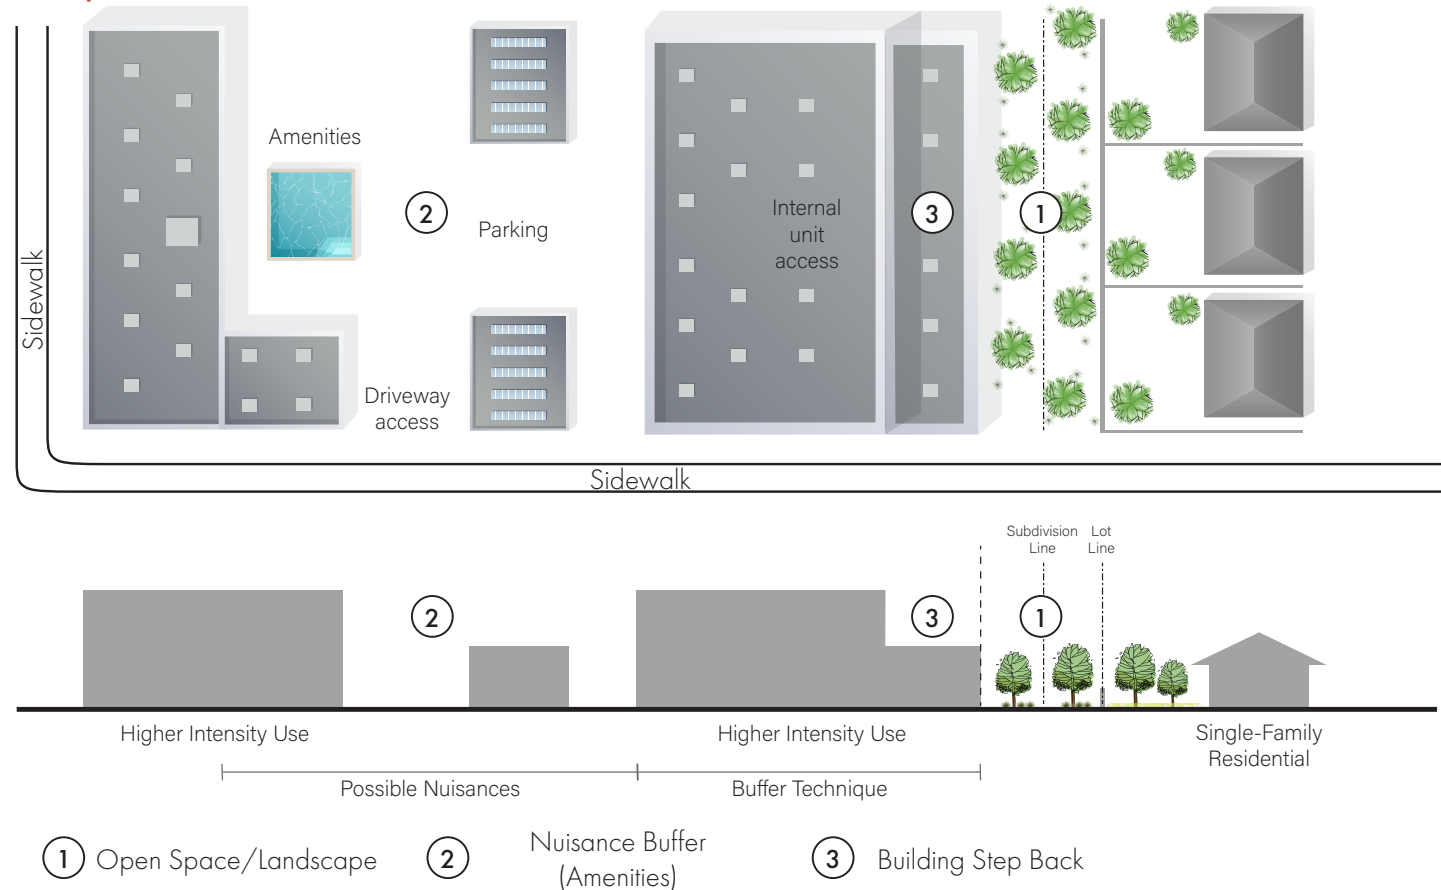 Amenities
2
Parking
Internal
unit
access
3
1
Sidewalk
Driveway
access
Sidewalk
Subdivision
Line
Lot
Line
2
3
1
Higher Intensity Use
Higher Intensity Use
Single-Family
Residential
Possible Nuisances
Buffer Technique
1 Open Space/Landscape
2 Nuisance Buffer
(Amenities)
3 Building Step Back